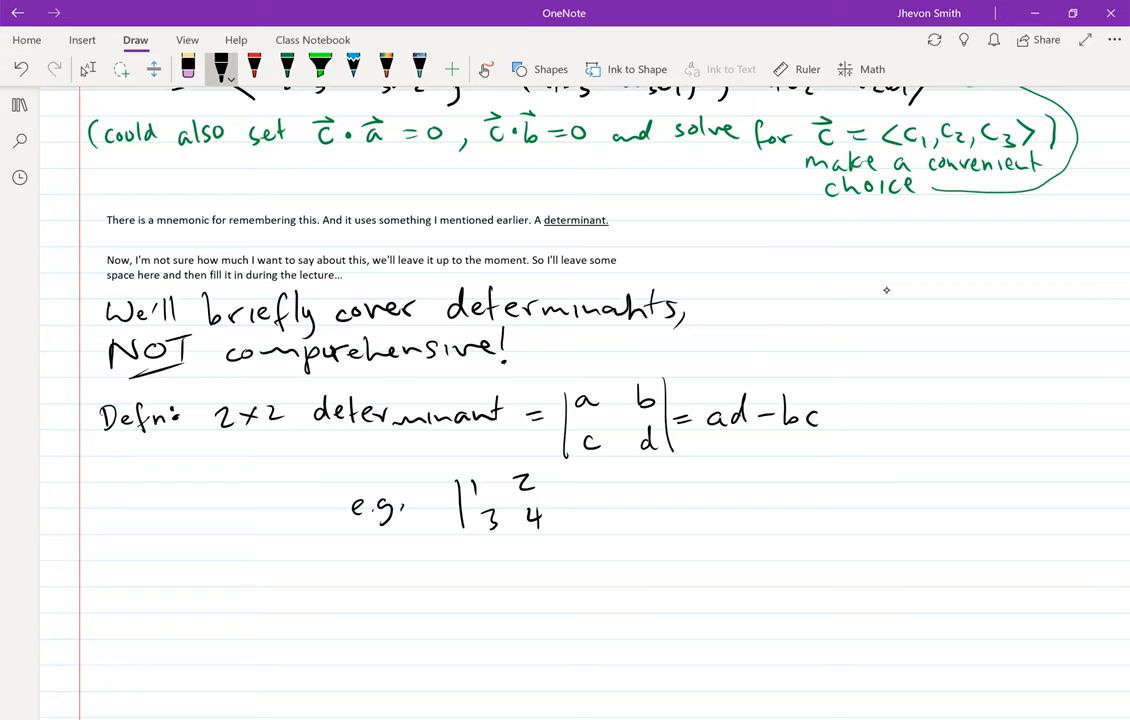 OneNote
Jhevon Smith
Home Insert Draw View Help Class Notebook
Share
Shapes Ink to Shape Ink to Text Ruler Math
(could also set c⃗ • a⃗ = 0, c⃗ • b⃗ = 0 and solve for c⃗ = <c₁, c₂, c₃>)
make a convenient
choice
There is a mnemonic for remembering this. And it uses something I mentioned earlier. A determinant.
Now, I'm not sure how much I want to say about this, we'll leave it up to the moment. So I'll leave some
space here and then fill it in during the lecture...
We'll briefly cover determinants,
NOT comprehensive!
Defn: 2×2 determinant = |a b| = ad - bc
|c d|
e.g. |1 2
3 4